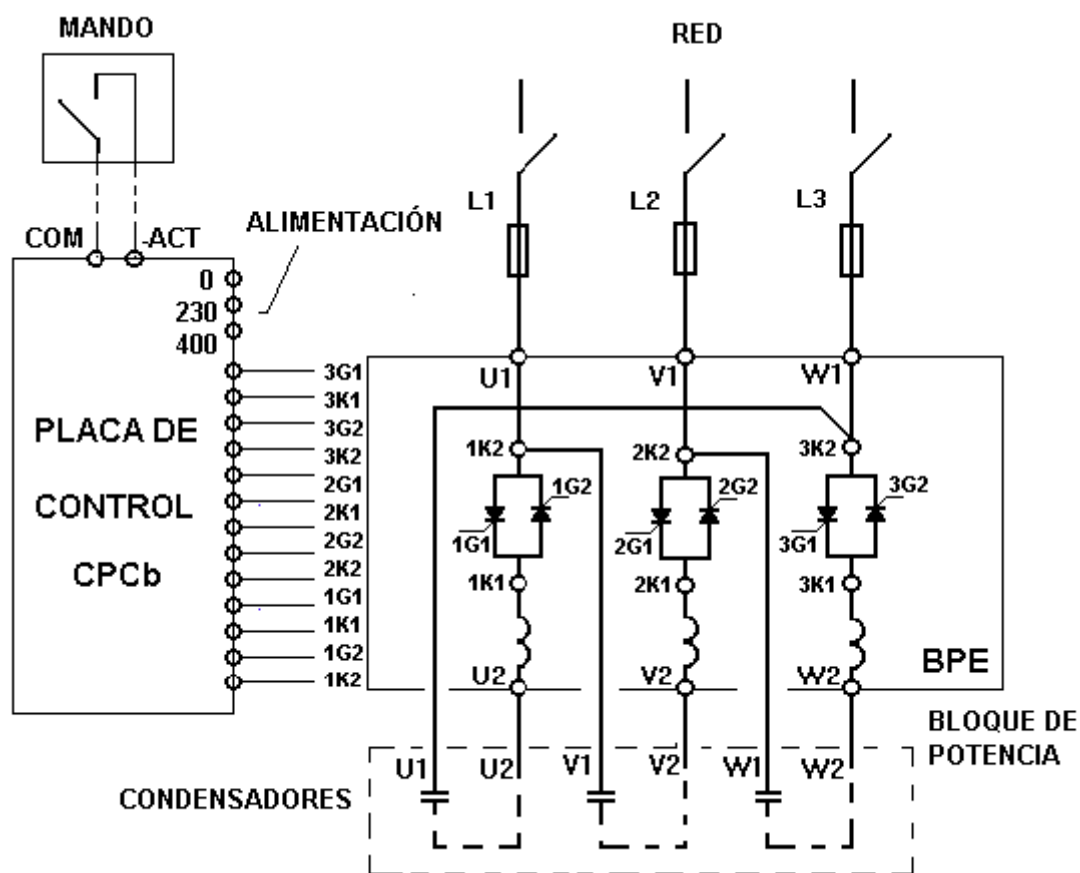 MANDO
RED
L1
L2
L3
COM
-ACT
ALIMENTACIÓN
0
230
400
PLACA DE
CONTROL
CPCb
3G1
3K1
3G2
3K2
2G1
2K1
2G2
2K2
1G1
1K1
1G2
1K2
U1
V1
W1
1K2
2K2
3K2
1G2
2G2
3G2
1G1
2G1
3G1
1K1
2K1
3K1
U2
V2
W2
BPE
BLOQUE DE
POTENCIA
CONDENSADORES
U1
U2
V1
V2
W1
W2